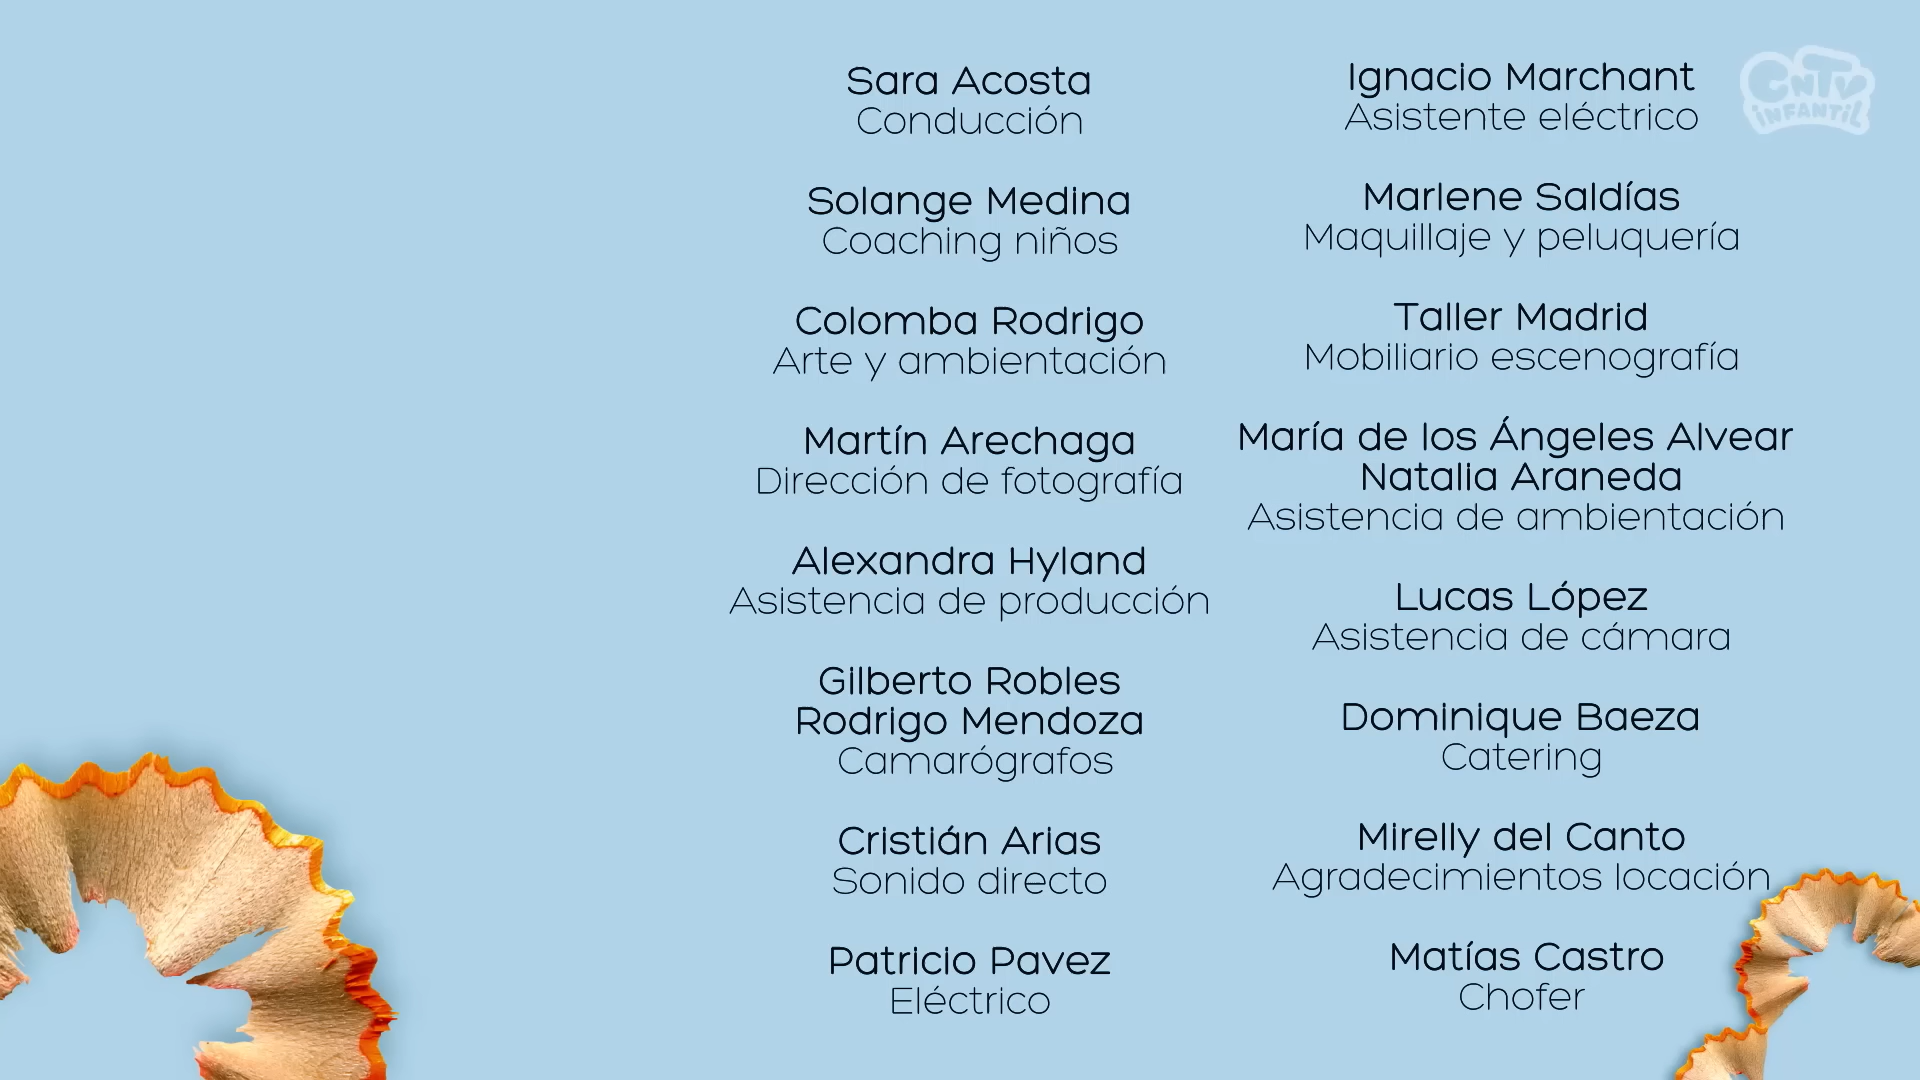 Sara Acosta
Conducción
Solange Medina
Coaching niños
Colomba Rodrigo
Arte y ambientación
Martín Arechaga
Dirección de fotografía
Alexandra Hyland
Asistencia de producción
Gilberto Robles
Rodrigo Mendoza
Camarógrafos
Cristián Arias
Sonido directo
Patricio Pavez
Eléctrico
Ignacio Marchant
Asistente eléctrico
Marlene Saldías
Maquillaje y peluquería
Taller Madrid
Mobiliario escenografía
María de los Ángeles Alvear
Natalia Araneda
Asistencia de ambientación
Lucas López
Asistencia de cámara
Dominique Baeza
Catering
Mirelly del Canto
Agradecimientos locación
Matías Castro
Chofer
CNTV
INFANTIL